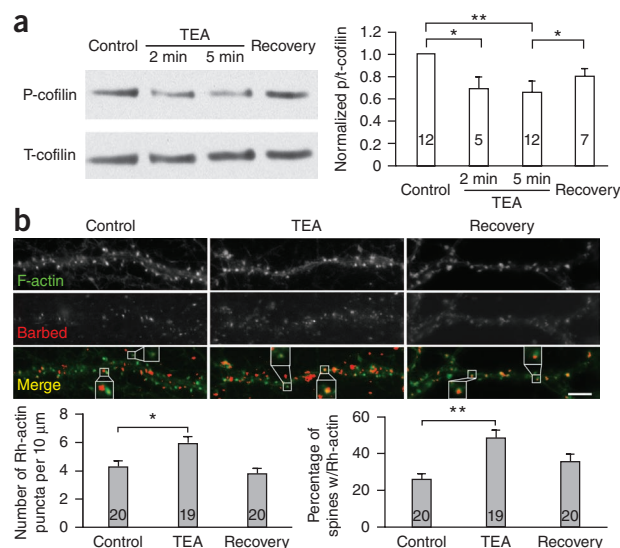 a
Control
TEA
Recovery
2 min
5 min
P-cofilin
T-cofilin
Normalized p/t-cofilin
1.2
1.0
0.8
0.6
0.4
0.2
0
**
*
*
12
5
12
7
Control
2 min
5 min
Recovery
TEA
b
Control
TEA
Recovery
F-actin
Barbed
Merge
Number of Rh-actin
puncta per 10 µm
8
6
4
2
0
*
20
19
20
Control
TEA
Recovery
Percentage of
spines w/Rh-actin
60
40
20
0
**
20
19
20
Control
TEA
Recovery